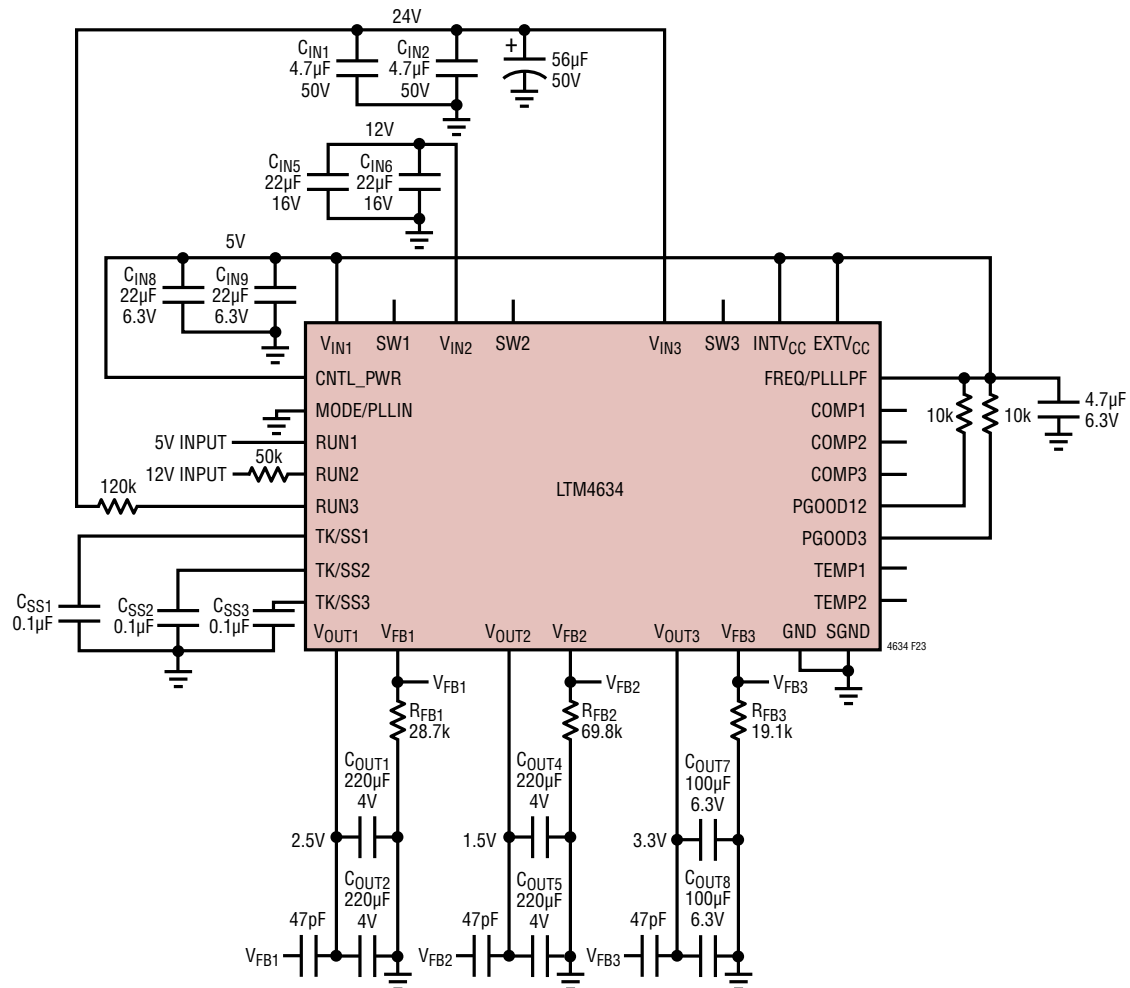 24V
CIN1
4.7µF
50V
CIN2
4.7µF
50V
+
56µF
50V
12V
CIN5
22µF
16V
CIN6
22µF
16V
5V
CIN8
22µF
6.3V
CIN9
22µF
6.3V
VIN1 SW1 VIN2 SW2 VIN3 SW3 INTVCC EXTVCC
CNTL_PWR
MODE/PLLIN
5V INPUT
RUN1
12V INPUT
50k
RUN2
120k
RUN3
TK/SS1
TK/SS2
TK/SS3
LTM4634
FREQ/PLLLPF
COMP1
COMP2
COMP3
PGOOD12
PGOOD3
TEMP1
TEMP2
10k
10k
4.7µF
6.3V
CSS1
0.1µF
CSS2
0.1µF
CSS3
0.1µF
VOUT1 VFB1 VOUT2 VFB2 VOUT3 VFB3 GND SGND
4634 F23
VFB1
RFB1
28.7k
COUT1
220µF
4V
2.5V
COUT2
220µF
4V
47pF
VFB1
VFB2
RFB2
69.8k
COUT4
220µF
4V
1.5V
COUT5
220µF
4V
47pF
VFB2
VFB3
RFB3
19.1k
COUT7
100µF
6.3V
3.3V
COUT8
100µF
6.3V
47pF
VFB3